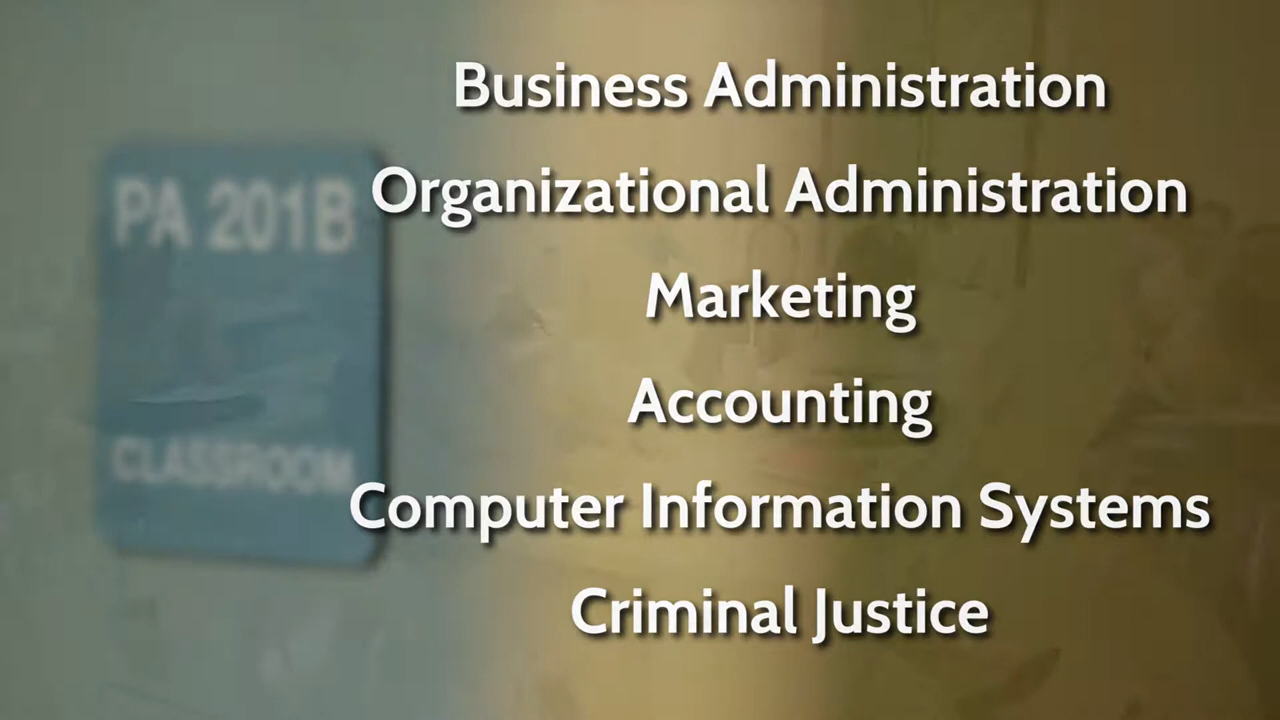 Business Administration
PA 201B
Organizational Administration
Marketing
Accounting
CLASSROOM
Computer Information Systems
Criminal Justice